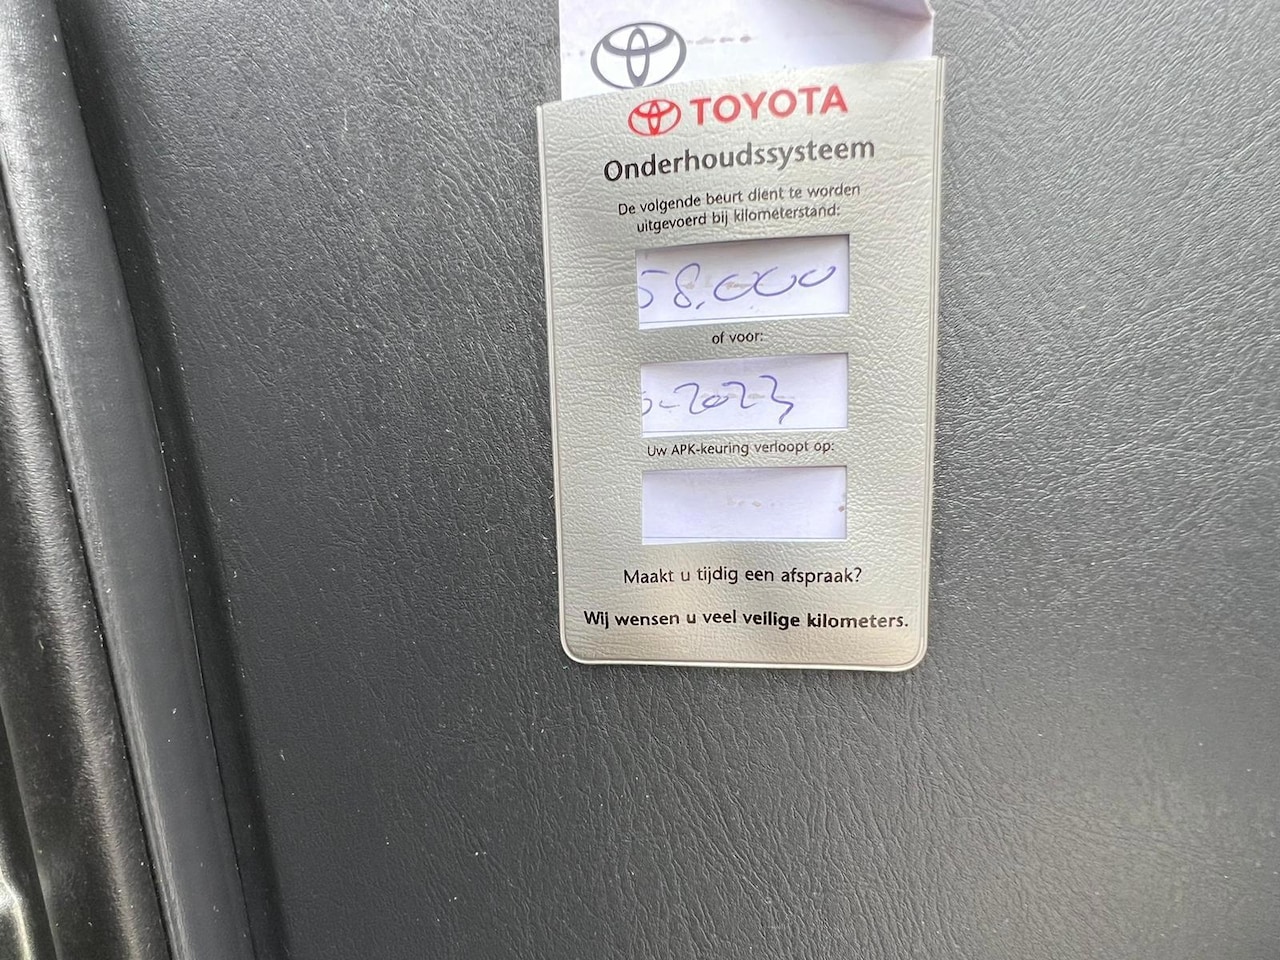 TOYOTA
Onderhoudssysteem
De volgende beurt dient te worden
uitgevoerd bij kilometerstand:
58.000
of voor:
-2023
Uw APK-keuring verloopt op:
Maakt u tijdig een afspraak?
Wij wensen u veel veilige kilometers.